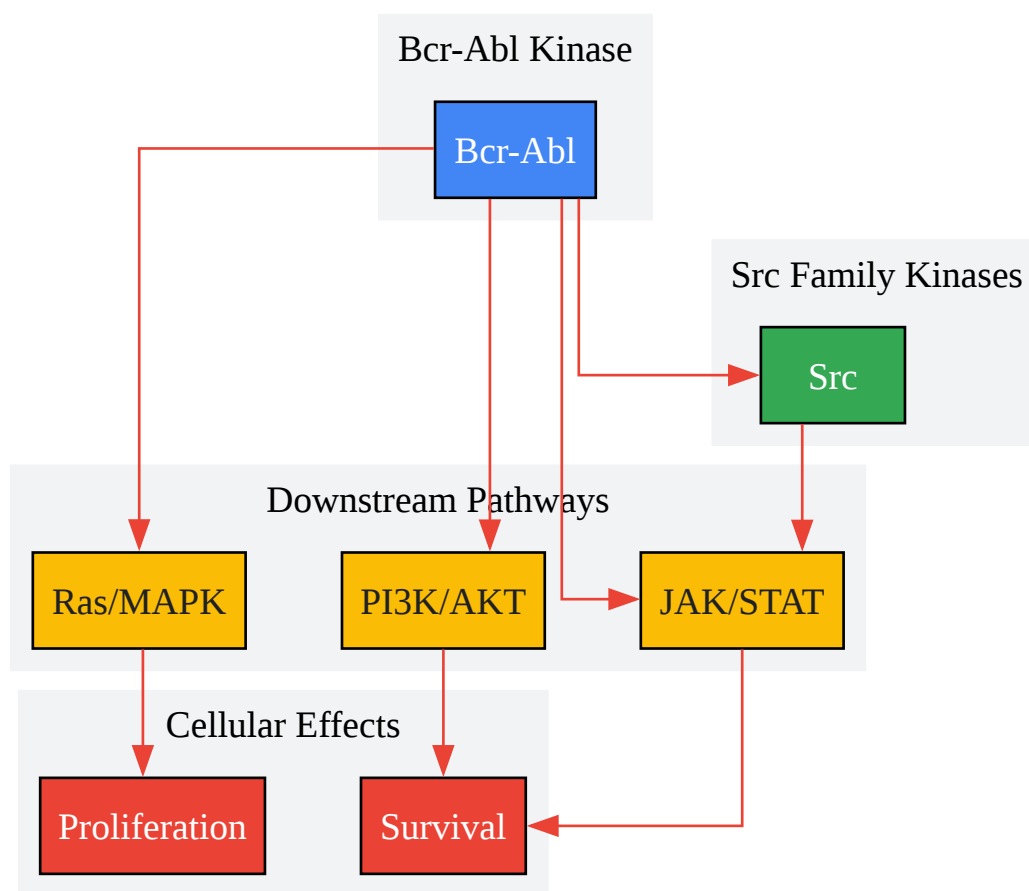 Bcr-Abl Kinase
Bcr-Abl
Src Family Kinases
Src
Downstream Pathways
Ras/MAPK
PI3K/AKT
JAK/STAT
Cellular Effects
Proliferation
Survival